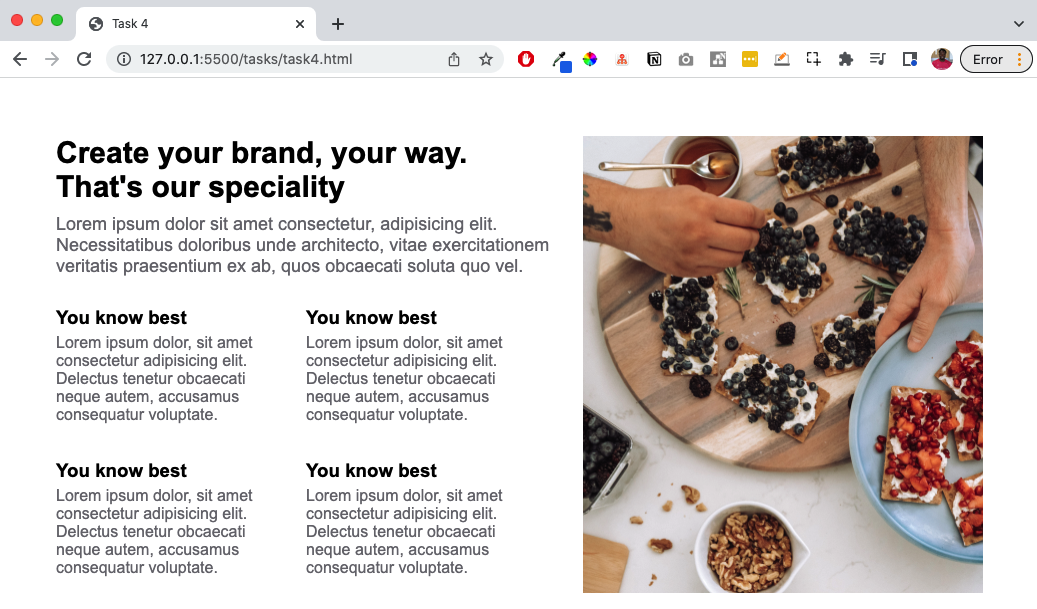 Task 4
127.0.0.1:5500/tasks/task4.html
Error
Create your brand, your way.
That's our speciality
Lorem ipsum dolor sit amet consectetur, adipisicing elit.
Necessitatibus doloribus unde architecto, vitae exercitationem
veritatis praesentium ex ab, quos obcaecati soluta quo vel.
You know best
Lorem ipsum dolor, sit amet
consectetur adipisicing elit.
Delectus tenetur obcaecati
neque autem, accusamus
consequatur voluptate.
You know best
Lorem ipsum dolor, sit amet
consectetur adipisicing elit.
Delectus tenetur obcaecati
neque autem, accusamus
consequatur voluptate.
You know best
Lorem ipsum dolor, sit amet
consectetur adipisicing elit.
Delectus tenetur obcaecati
neque autem, accusamus
consequatur voluptate.
You know best
Lorem ipsum dolor, sit amet
consectetur adipisicing elit.
Delectus tenetur obcaecati
neque autem, accusamus
consequatur voluptate.